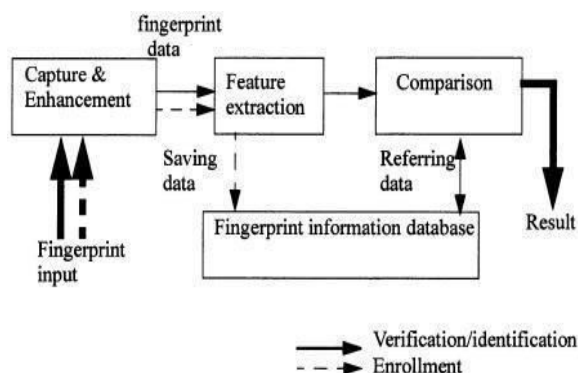 fingerprint
data
Capture &
Enhancement
Feature
extraction
Comparison
Saving
data
Referring
data
Fingerprint information database
Fingerprint
input
Result
Verification/identification
Enrollment